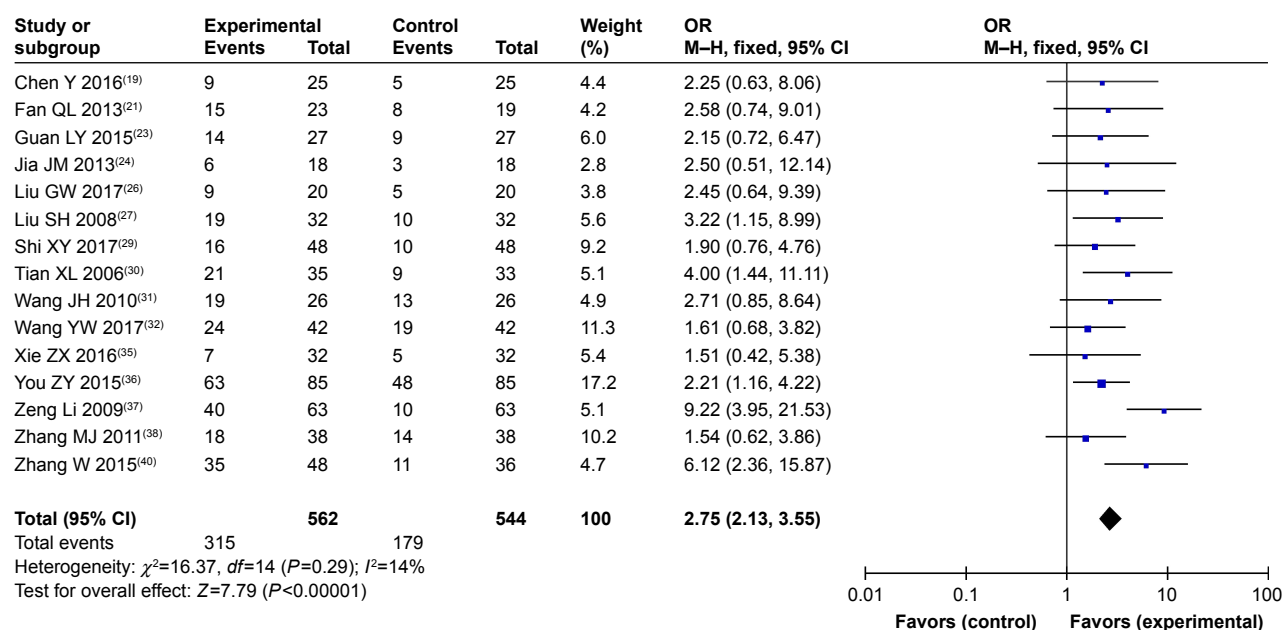 Study or Experimental Control Weight OR OR
subgroup Events Total Events Total (%) M–H, fixed, 95% CI M–H, fixed, 95% CI
Chen Y 2016(19) 9 25 5 25 4.4 2.25 (0.63, 8.06)
Fan QL 2013(21) 15 23 8 19 4.2 2.58 (0.74, 9.01)
Guan LY 2015(23) 14 27 9 27 6.0 2.15 (0.72, 6.47)
Jia JM 2013(24) 6 18 3 18 2.8 2.50 (0.51, 12.14)
Liu GW 2017(26) 9 20 5 20 3.8 2.45 (0.64, 9.39)
Liu SH 2008(27) 19 32 10 32 5.6 3.22 (1.15, 8.99)
Shi XY 2017(29) 16 48 10 48 9.2 1.90 (0.76, 4.76)
Tian XL 2006(30) 21 35 9 33 5.1 4.00 (1.44, 11.11)
Wang JH 2010(31) 19 26 13 26 4.9 2.71 (0.85, 8.64)
Wang YW 2017(32) 24 42 19 42 11.3 1.61 (0.68, 3.82)
Xie ZX 2016(35) 7 32 5 32 5.4 1.51 (0.42, 5.38)
You ZY 2015(36) 63 85 48 85 17.2 2.21 (1.16, 4.22)
Zeng Li 2009(37) 40 63 10 63 5.1 9.22 (3.95, 21.53)
Zhang MJ 2011(38) 18 38 14 38 10.2 1.54 (0.62, 3.86)
Zhang W 2015(40) 35 48 11 36 4.7 6.12 (2.36, 15.87)
Total (95% CI) 562 544 100 2.75 (2.13, 3.55)
Total events 315 179
Heterogeneity: χ²=16.37, df=14 (P=0.29); I²=14%
Test for overall effect: Z=7.79 (P<0.00001)
0.01 0.1 1 10 100
Favors (control) Favors (experimental)